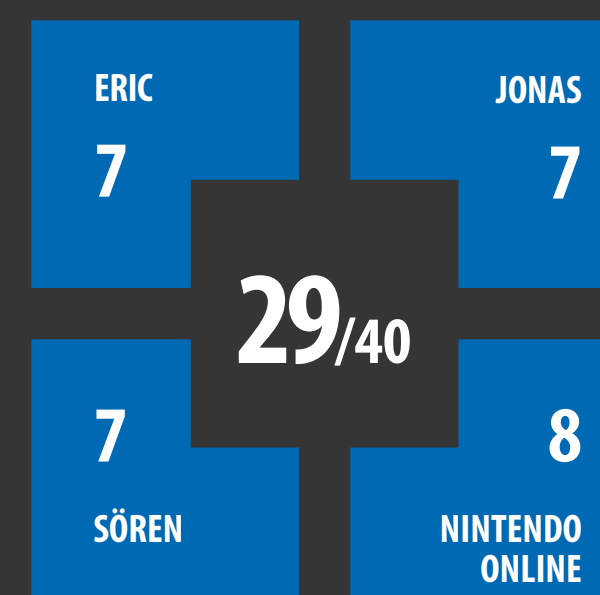 ERIC
7
JONAS
7
29/40
7
SÖREN
8
NINTENDO
ONLINE